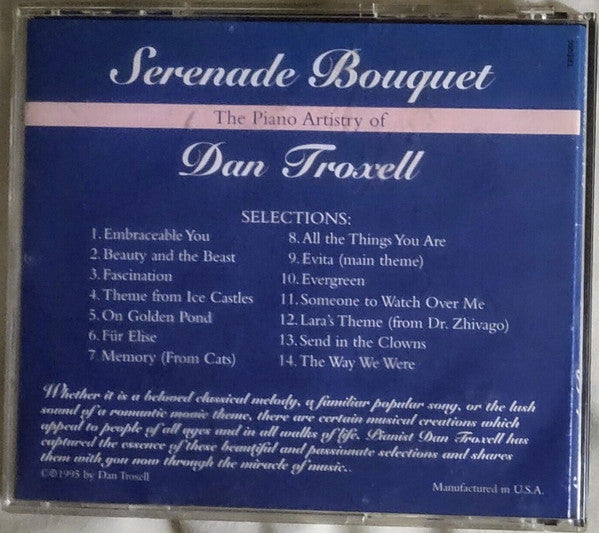 Serenade Bouquet
The Piano Artistry of
Dan Troxell
SELECTIONS:
1. Embraceable You
2. Beauty and the Beast
3. Fascination
4. Theme from Ice Castles
5. On Golden Pond
6. Für Elise
7. Memory (From Cats)
8. All the Things You Are
9. Evita (main theme)
10. Evergreen
11. Someone to Watch Over Me
12. Lara's Theme (from Dr. Zhivago)
13. Send in the Clowns
14. The Way We Were
Whether it is a beloved classical melody, a familiar popular song, or the lush
sound of a romantic movie theme, there are certain musical creations which
appeal to people of all ages and in all walks of life. Pianist Dan Troxell has
captured the essence of these beautiful and passionate selections and shares
them with you now through the miracle of music..
©℗1995 by Dan Troxell
Manufactured in U.S.A.